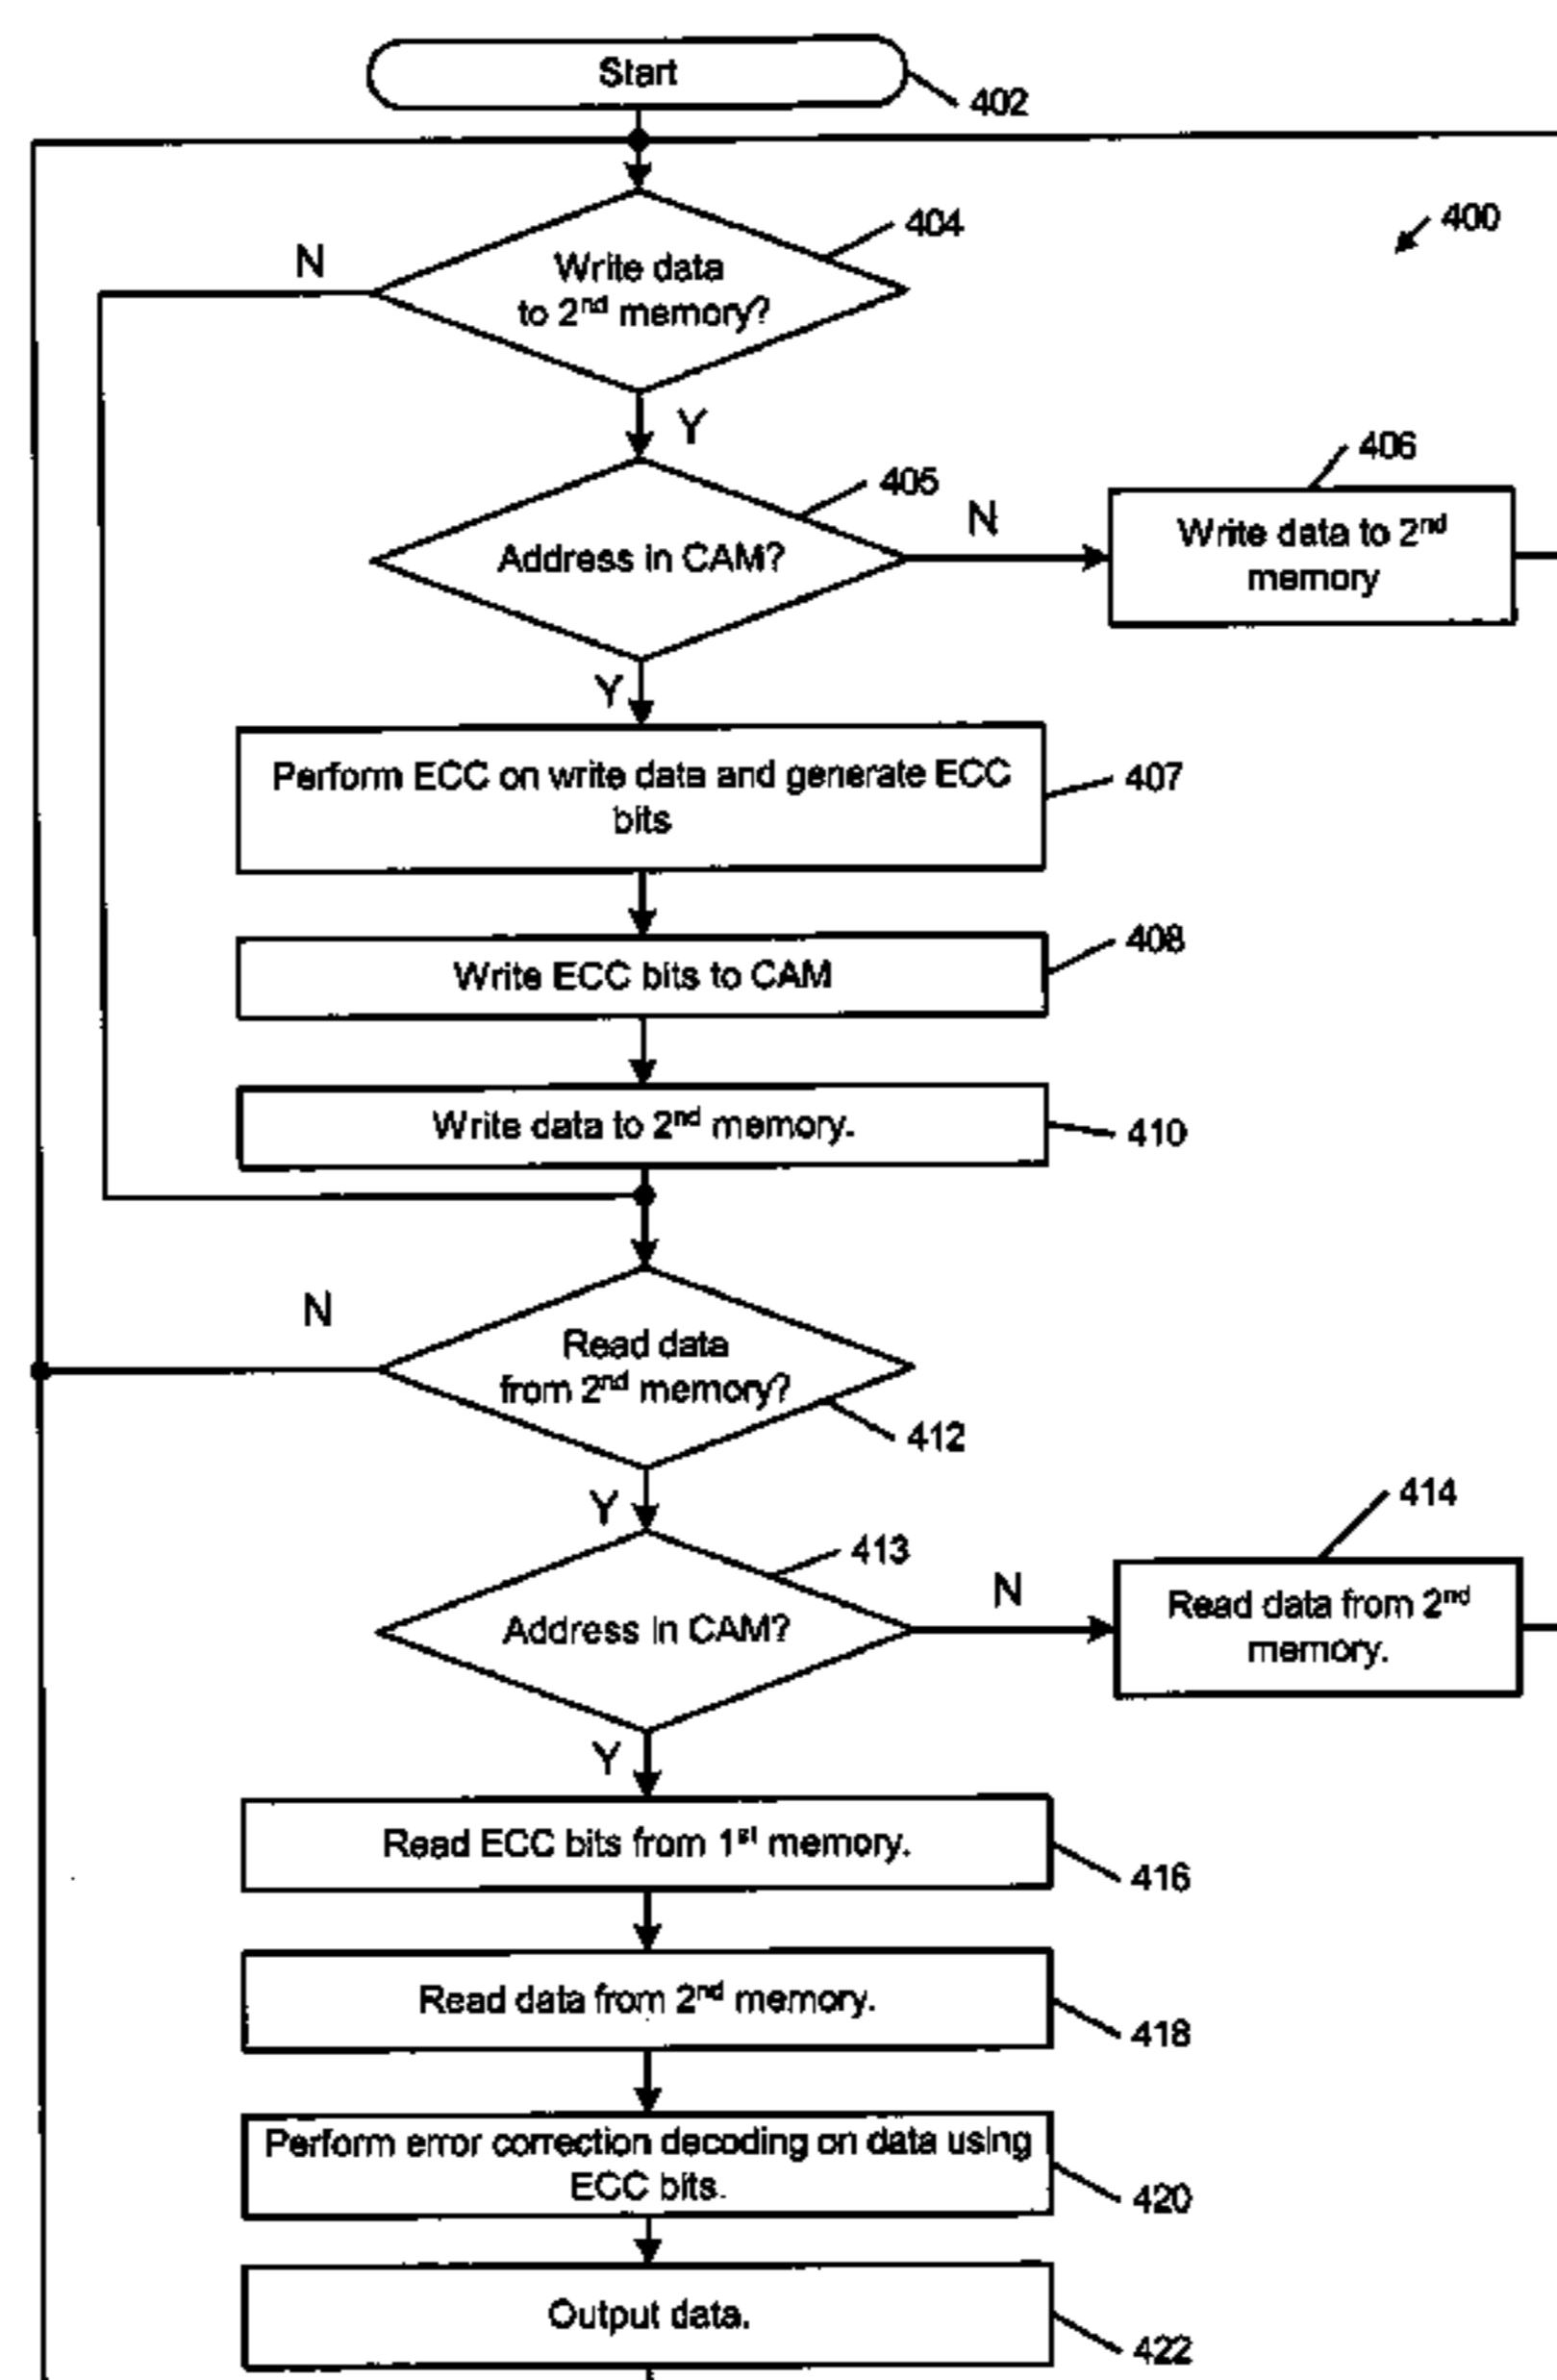 Start
402
400
404
N
Write data
to 2nd memory?
Y
405
406
Address in CAM?
N
Write data to 2nd
memory
Y
Perform ECC on write data and generate ECC
bits
407
Write ECC bits to CAM
408
Write data to 2nd memory.
410
N
Read data
from 2nd memory?
412
Y
413
414
Address in CAM?
N
Read data from 2nd
memory.
Y
Read ECC bits from 1st memory.
416
Read data from 2nd memory.
418
Perform error correction decoding on data using
ECC bits.
420
Output data.
422